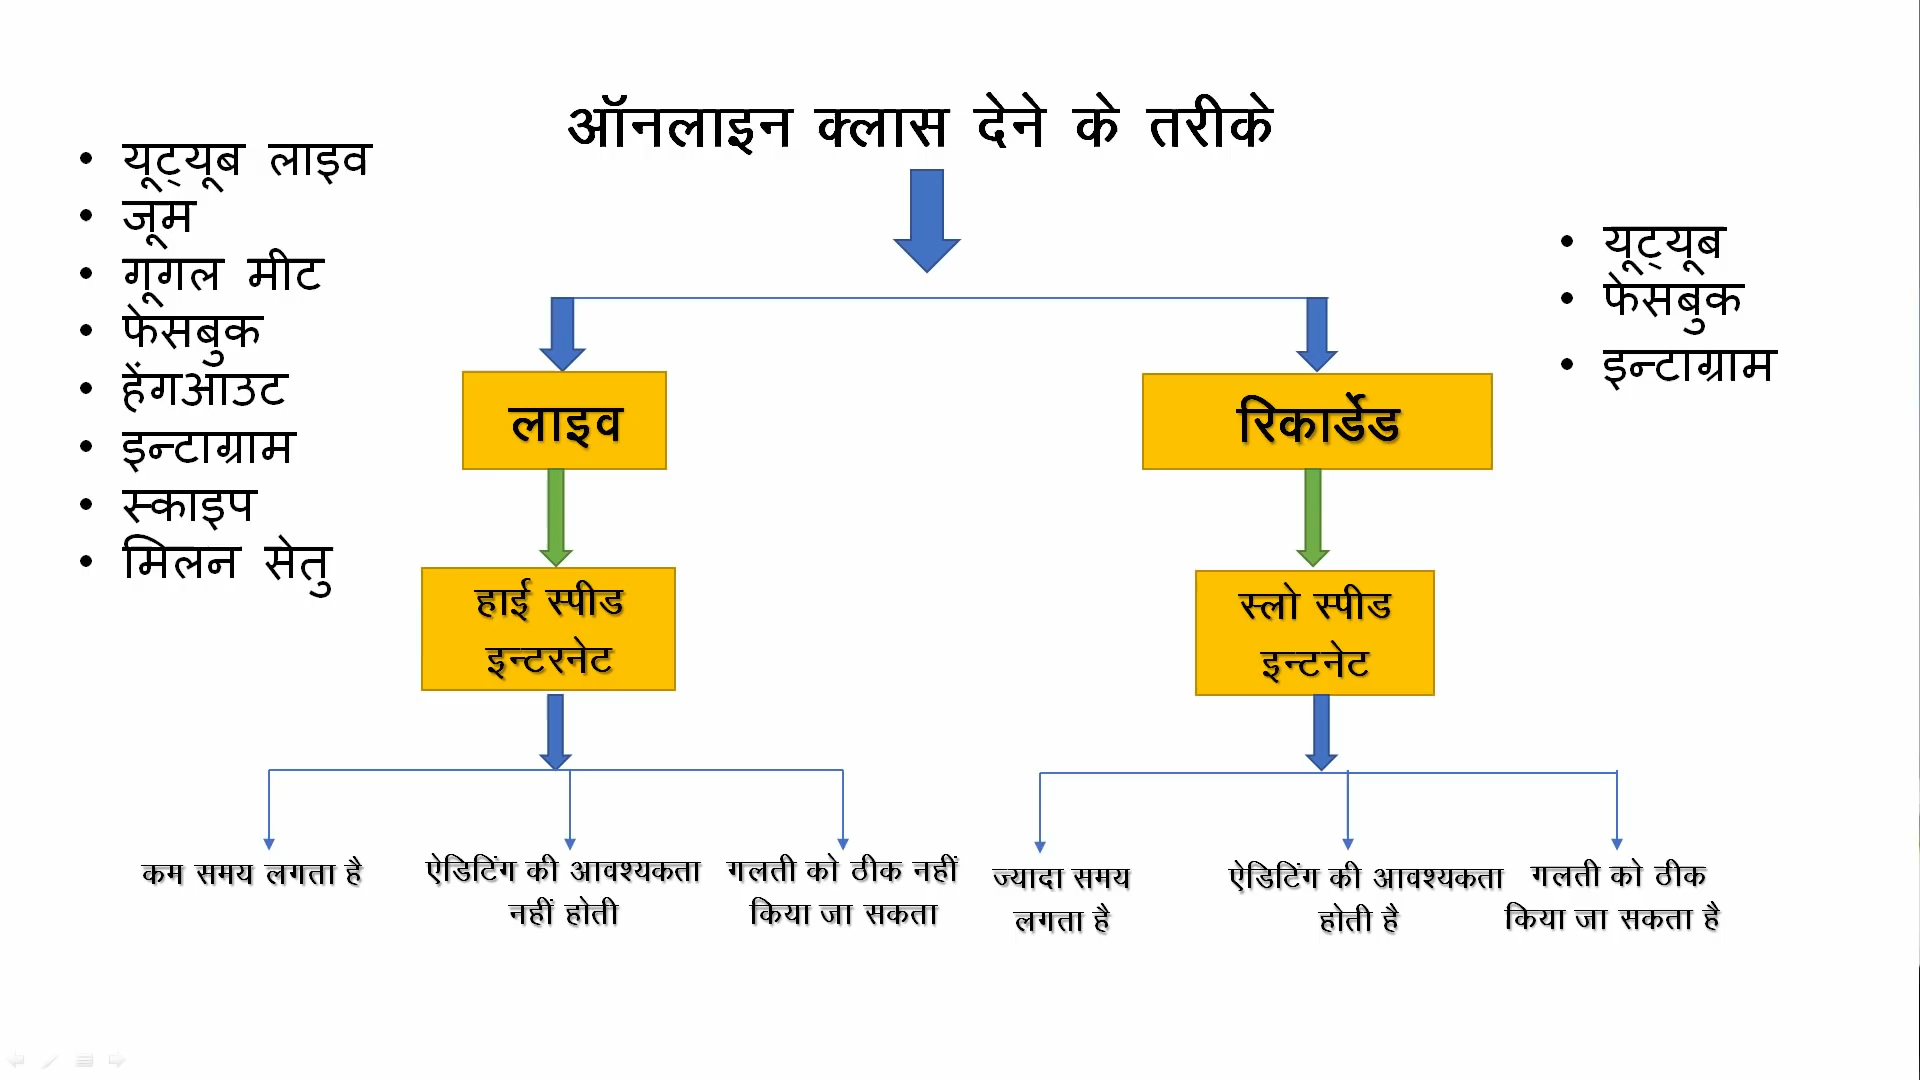 ऑनलाइन क्लास देने के तरीके
• यूट्यूब लाइव
• जूम
• गूगल मीट
• फेसबुक
• हेंगआउट
• इन्टाग्राम
• स्काइप
• मिलन सेतु
• यूट्यूब
• फेसबुक
• इन्टाग्राम
लाइव
रिकार्डेड
हाई स्पीड
इन्टरनेट
स्लो स्पीड
इन्टनेट
कम समय लगता है
ऐडिटिंग की आवश्यकता
नहीं होती
गलती को ठीक नहीं
किया जा सकता
ज्यादा समय
लगता है
ऐडिटिंग की आवश्यकता
होती है
गलती को ठीक
किया जा सकता है